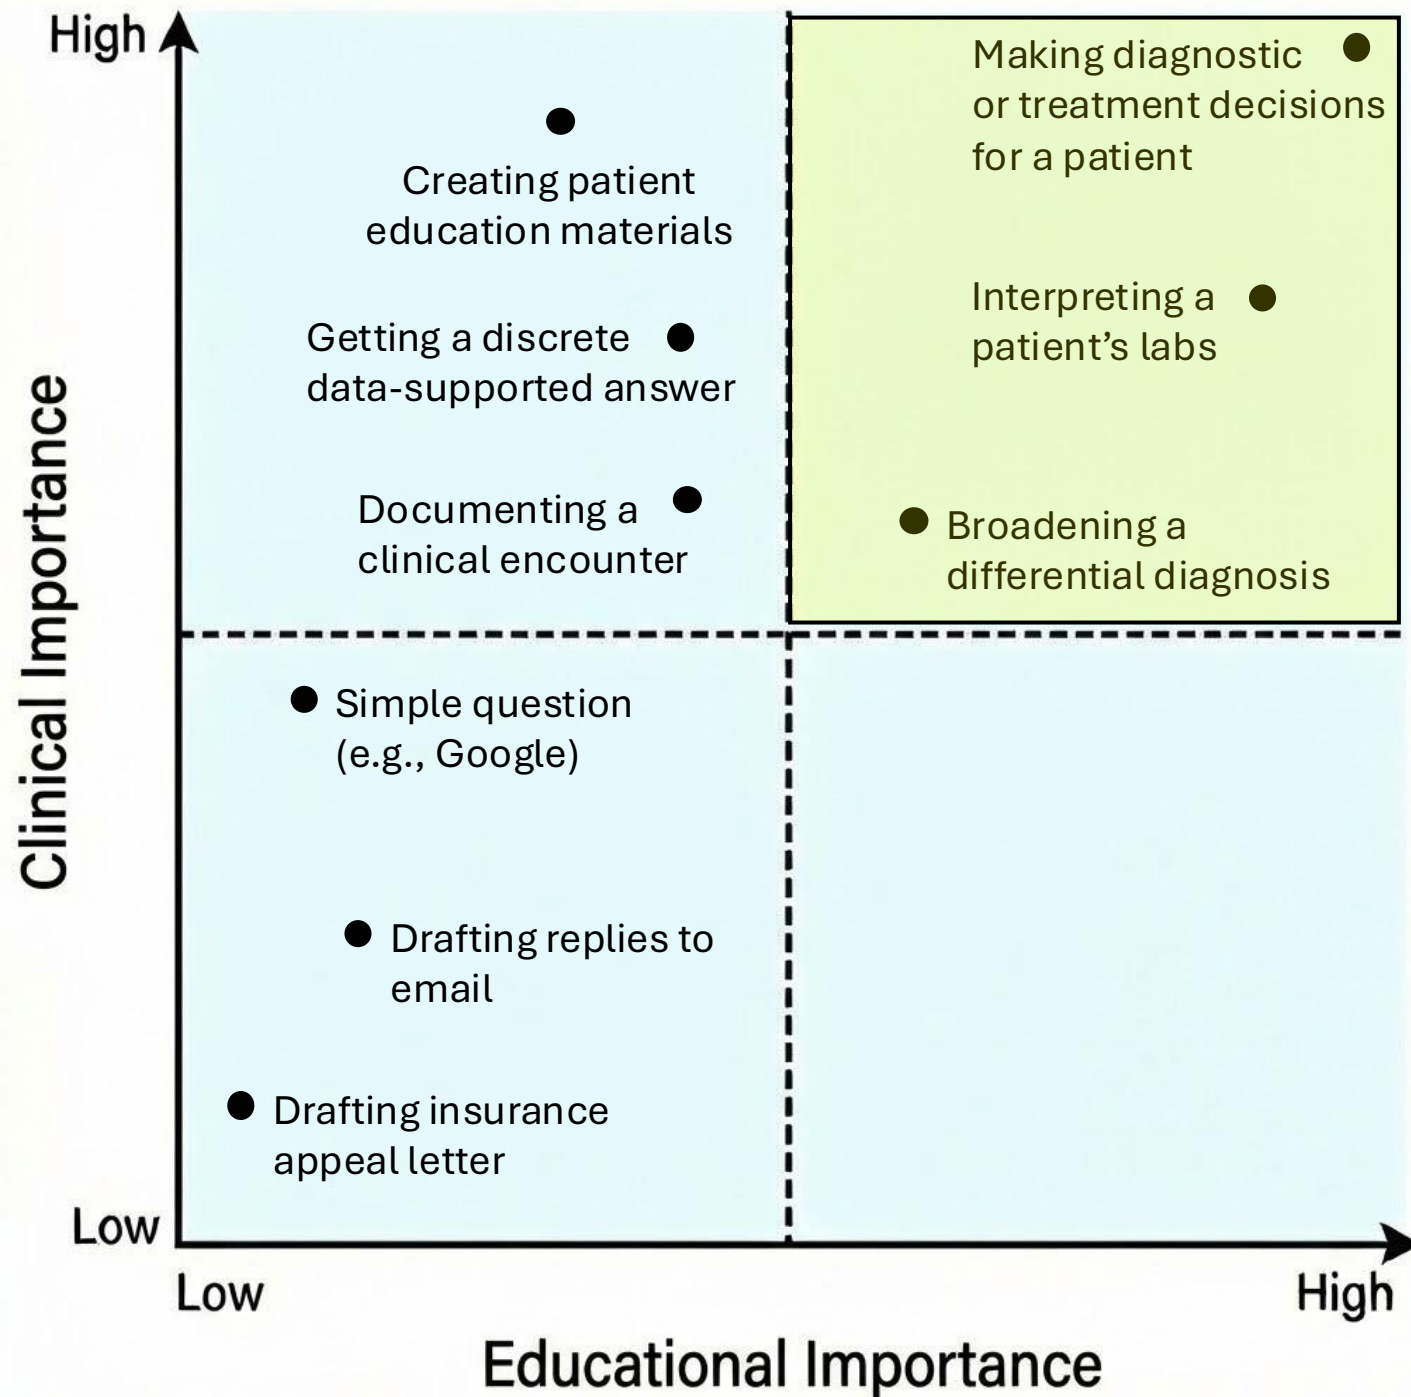 High
Making diagnostic
or treatment decisions
for a patient
Creating patient
education materials
Interpreting a
patient’s labs
Getting a discrete
data-supported answer
Documenting a
clinical encounter
Broadening a
differential diagnosis
Clinical Importance
Simple question
(e.g., Google)
Drafting replies to
email
Drafting insurance
appeal letter
Low
Low
High
Educational Importance